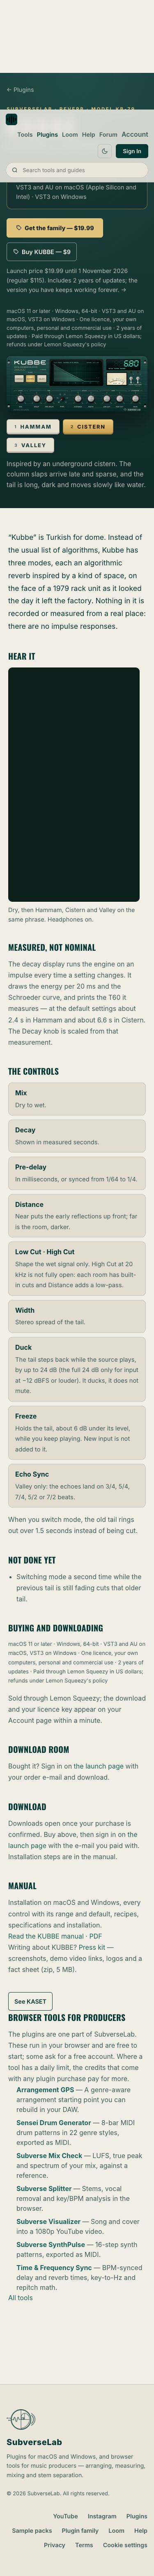 ← Plugins
SUBVERSELAB · REVERB · MODEL KB-79
Tools Plugins Loom Help Forum Account
Sign In
Search tools and guides
VST3 and AU on macOS (Apple Silicon and
Intel) · VST3 on Windows
Get the family — $19.99
Buy KUBBE — $9
Launch price $19.99 until 1 November 2026
(regular $15). Includes 2 years of updates; the
version you have keeps working forever. →
macOS 11 or later · Windows, 64-bit · VST3 and AU on
macOS, VST3 on Windows · One licence, your own
computers, personal and commercial use · 2 years of
updates · Paid through Lemon Squeezy in US dollars;
refunds under Lemon Squeezy's policy
KUBBE
680
1 HAMMAM
2 CISTERN
3 VALLEY
Inspired by an underground cistern. The
column slaps arrive late and sparse, and the
tail is long, dark and moves slowly like water.
“Kubbe” is Turkish for dome. Instead of
the usual list of algorithms, Kubbe has
three modes, each an algorithmic
reverb inspired by a kind of space, on
the face of a 1979 rack unit as it looked
the day it left the factory. Nothing in it is
recorded or measured from a real place:
there are no impulse responses.
HEAR IT
Dry, then Hammam, Cistern and Valley on the
same phrase. Headphones on.
MEASURED, NOT NOMINAL
The decay display runs the engine on an
impulse every time a setting changes. It
draws the energy per 20 ms and the
Schroeder curve, and prints the T60 it
measures — at the default settings about
2.4 s in Hammam and about 6.6 s in Cistern.
The Decay knob is scaled from that
measurement.
THE CONTROLS
Mix
Dry to wet.
Decay
Shown in measured seconds.
Pre-delay
In milliseconds, or synced from 1/64 to 1/4.
Distance
Near puts the early reflections up front; far
is the room, darker.
Low Cut · High Cut
Shape the wet signal only. High Cut at 20
kHz is not fully open: each room has built-
in cuts and Distance adds a low-pass.
Width
Stereo spread of the tail.
Duck
The tail steps back while the source plays,
by up to 24 dB (the full 24 dB only for input
at −12 dBFS or louder). It ducks, it does not
mute.
Freeze
Holds the tail, about 6 dB under its level,
while you keep playing. New input is not
added to it.
Echo Sync
Valley only: the echoes land on 3/4, 5/4,
7/4, 5/2 or 7/2 beats.
When you switch mode, the old tail rings
out over 1.5 seconds instead of being cut.
NOT DONE YET
• Switching mode a second time while the
previous tail is still fading cuts that older
tail.
BUYING AND DOWNLOADING
macOS 11 or later · Windows, 64-bit · VST3 and AU on
macOS, VST3 on Windows · One licence, your own
computers, personal and commercial use · 2 years of
updates · Paid through Lemon Squeezy in US dollars;
refunds under Lemon Squeezy's policy
Sold through Lemon Squeezy; the download
and your licence key appear on your
Account page within a minute.
DOWNLOAD ROOM
Bought it? Sign in on the launch page with
your order e-mail and download.
DOWNLOAD
Downloads open once your purchase is
confirmed. Buy above, then sign in on the
launch page with the e-mail you paid with.
Installation steps are in the manual.
MANUAL
Installation on macOS and Windows, every
control with its range and default, recipes,
specifications and installation.
Read the KUBBE manual · PDF
Writing about KUBBE? Press kit —
screenshots, demo video links, logos and a
fact sheet (zip, 5 MB).
See KASET
BROWSER TOOLS FOR PRODUCERS
The plugins are one part of SubverseLab.
These run in your browser and are free to
start; some ask for a free account. Where a
tool has a daily limit, the credits that come
with any plugin purchase pay for more.
Arrangement GPS — A genre-aware
arrangement starting point you can
rebuild in your DAW.
Sensei Drum Generator — 8-bar MIDI
drum patterns in 22 genre styles,
exported as MIDI.
Subverse Mix Check — LUFS, true peak
and spectrum of your mix, against a
reference.
Subverse Splitter — Stems, vocal
removal and key/BPM analysis in the
browser.
Subverse Visualizer — Song and cover
into a 1080p YouTube video.
Subverse SynthPulse — 16-step synth
patterns, exported as MIDI.
Time & Frequency Sync — BPM-synced
delay and reverb times, key-to-Hz and
repitch math.
All tools
SubverseLab
Plugins for macOS and Windows, and browser
tools for music producers — arranging, measuring,
mixing and stem separation.
© 2026 SubverseLab. All rights reserved.
YouTube Instagram Plugins
Sample packs Plugin family Loom Help
Privacy Terms Cookie settings